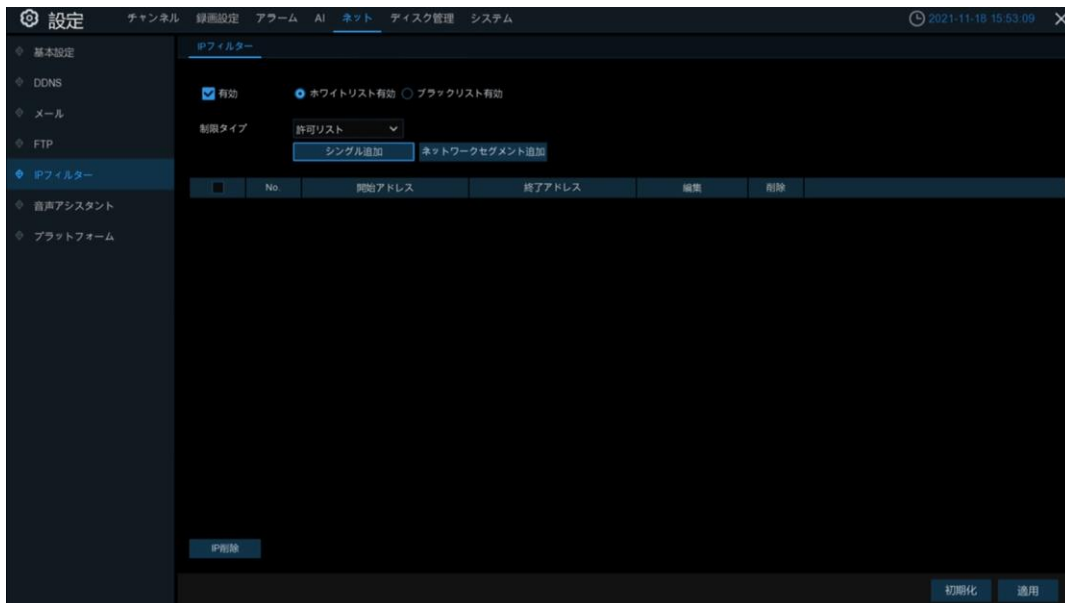 設定 チャンネル 録画設定 アラーム AI ネット ディスク管理 システム 2021-11-18 15:53:09
基本設定
DDNS
メール
FTP
IPフィルター
音声アシスタント
プラットフォーム
IPフィルター
有効 ホワイトリスト有効 ブラックリスト有効
制限タイプ 許可リスト
シングル追加 ネットワークセグメント追加
No. 開始アドレス 終了アドレス 編集 削除
IP削除
初期化 適用